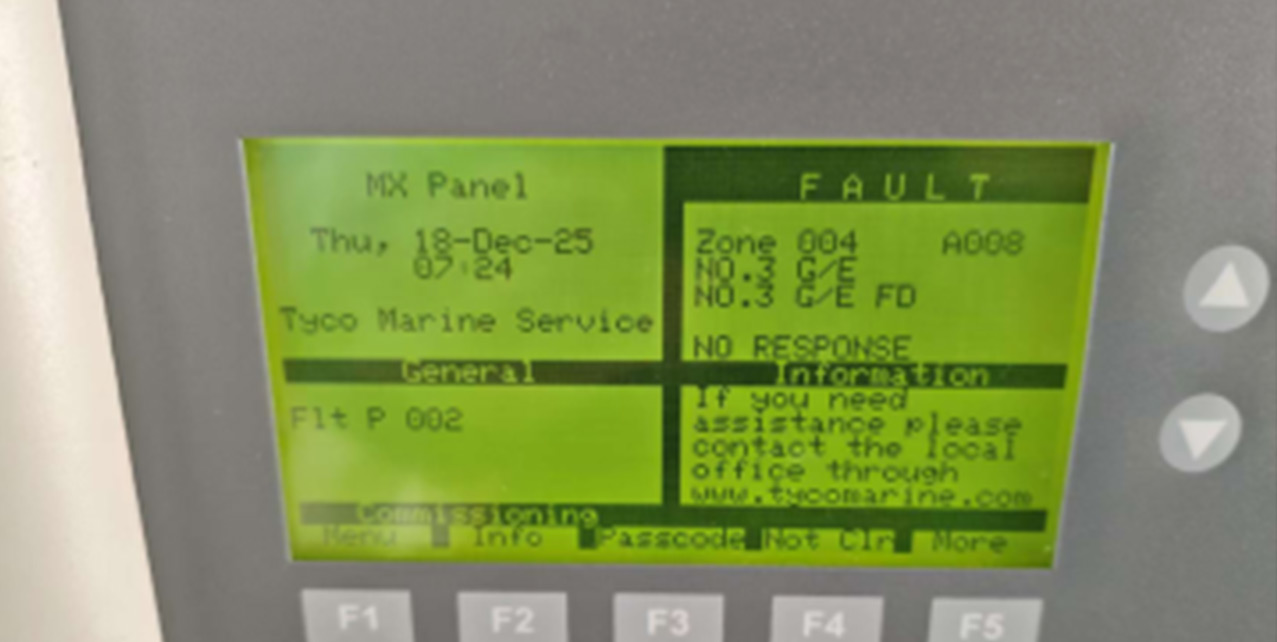 MX Panel
Thu, 18-Dec-25
07:24
Tyco Marine Service
General
Flt P 002
FAULT
Zone 004 A008
NO.3 G/E
NO.3 G/E FD
NO RESPONSE
Information
If you need
assistance please
contact the local
office through
www.tycomarine.com
Commissioning
Menu Info Passcode Not Clr More
F1 F2 F3 F4 F5